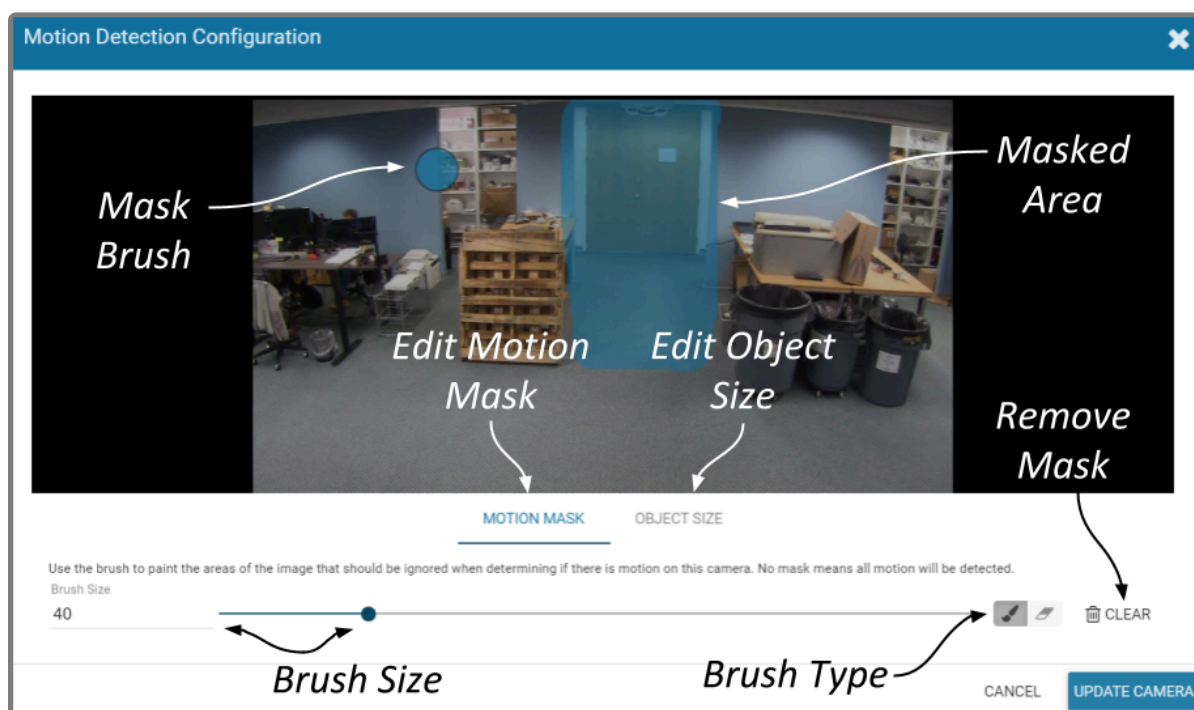 Motion Detection Configuration
Mask
Brush
Masked
Area
Edit Motion
Mask
Edit Object
Size
Remove
Mask
MOTION MASK
OBJECT SIZE
Use the brush to paint the areas of the image that should be ignored when determining if there is motion on this camera. No mask means all motion will be detected.
Brush Size
40
CLEAR
Brush Size
Brush Type
CANCEL
UPDATE CAMERA